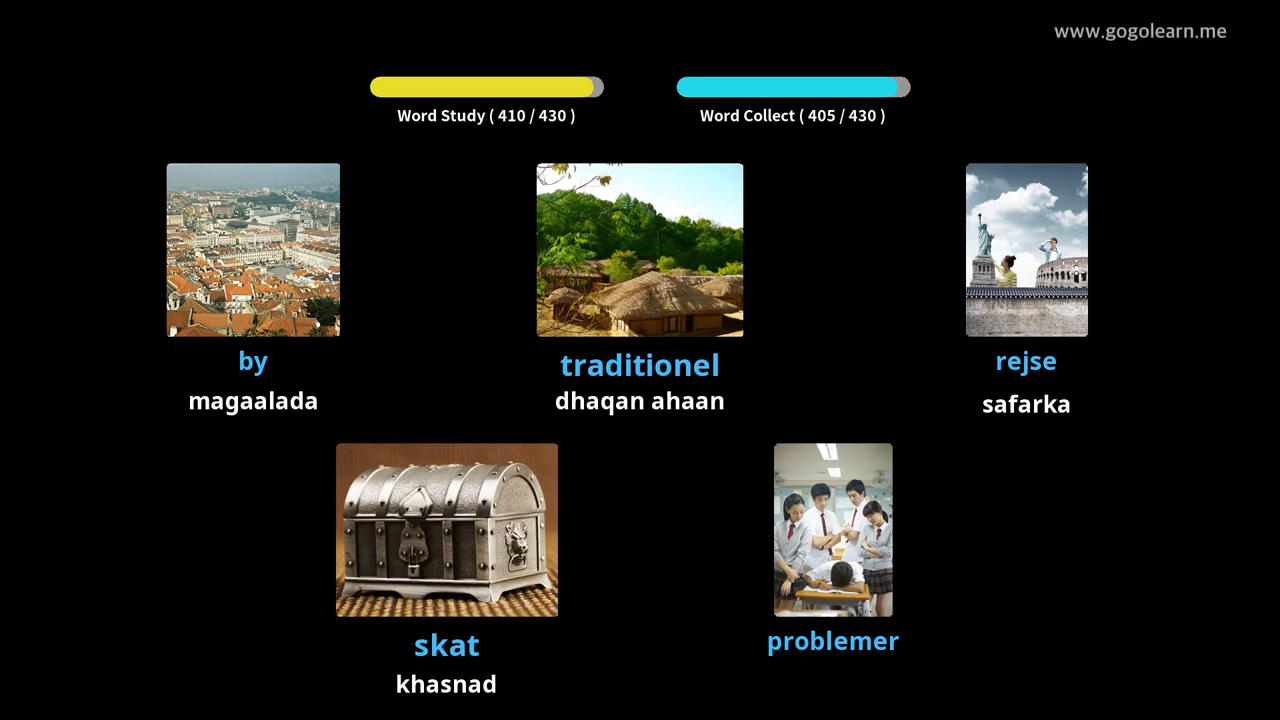 www.gogolearn.me
Word Study ( 410 / 430 )
Word Collect ( 405 / 430 )
by
traditionel
rejse
magaalada
dhaqan ahaan
safarka
skat
problemer
khasnad